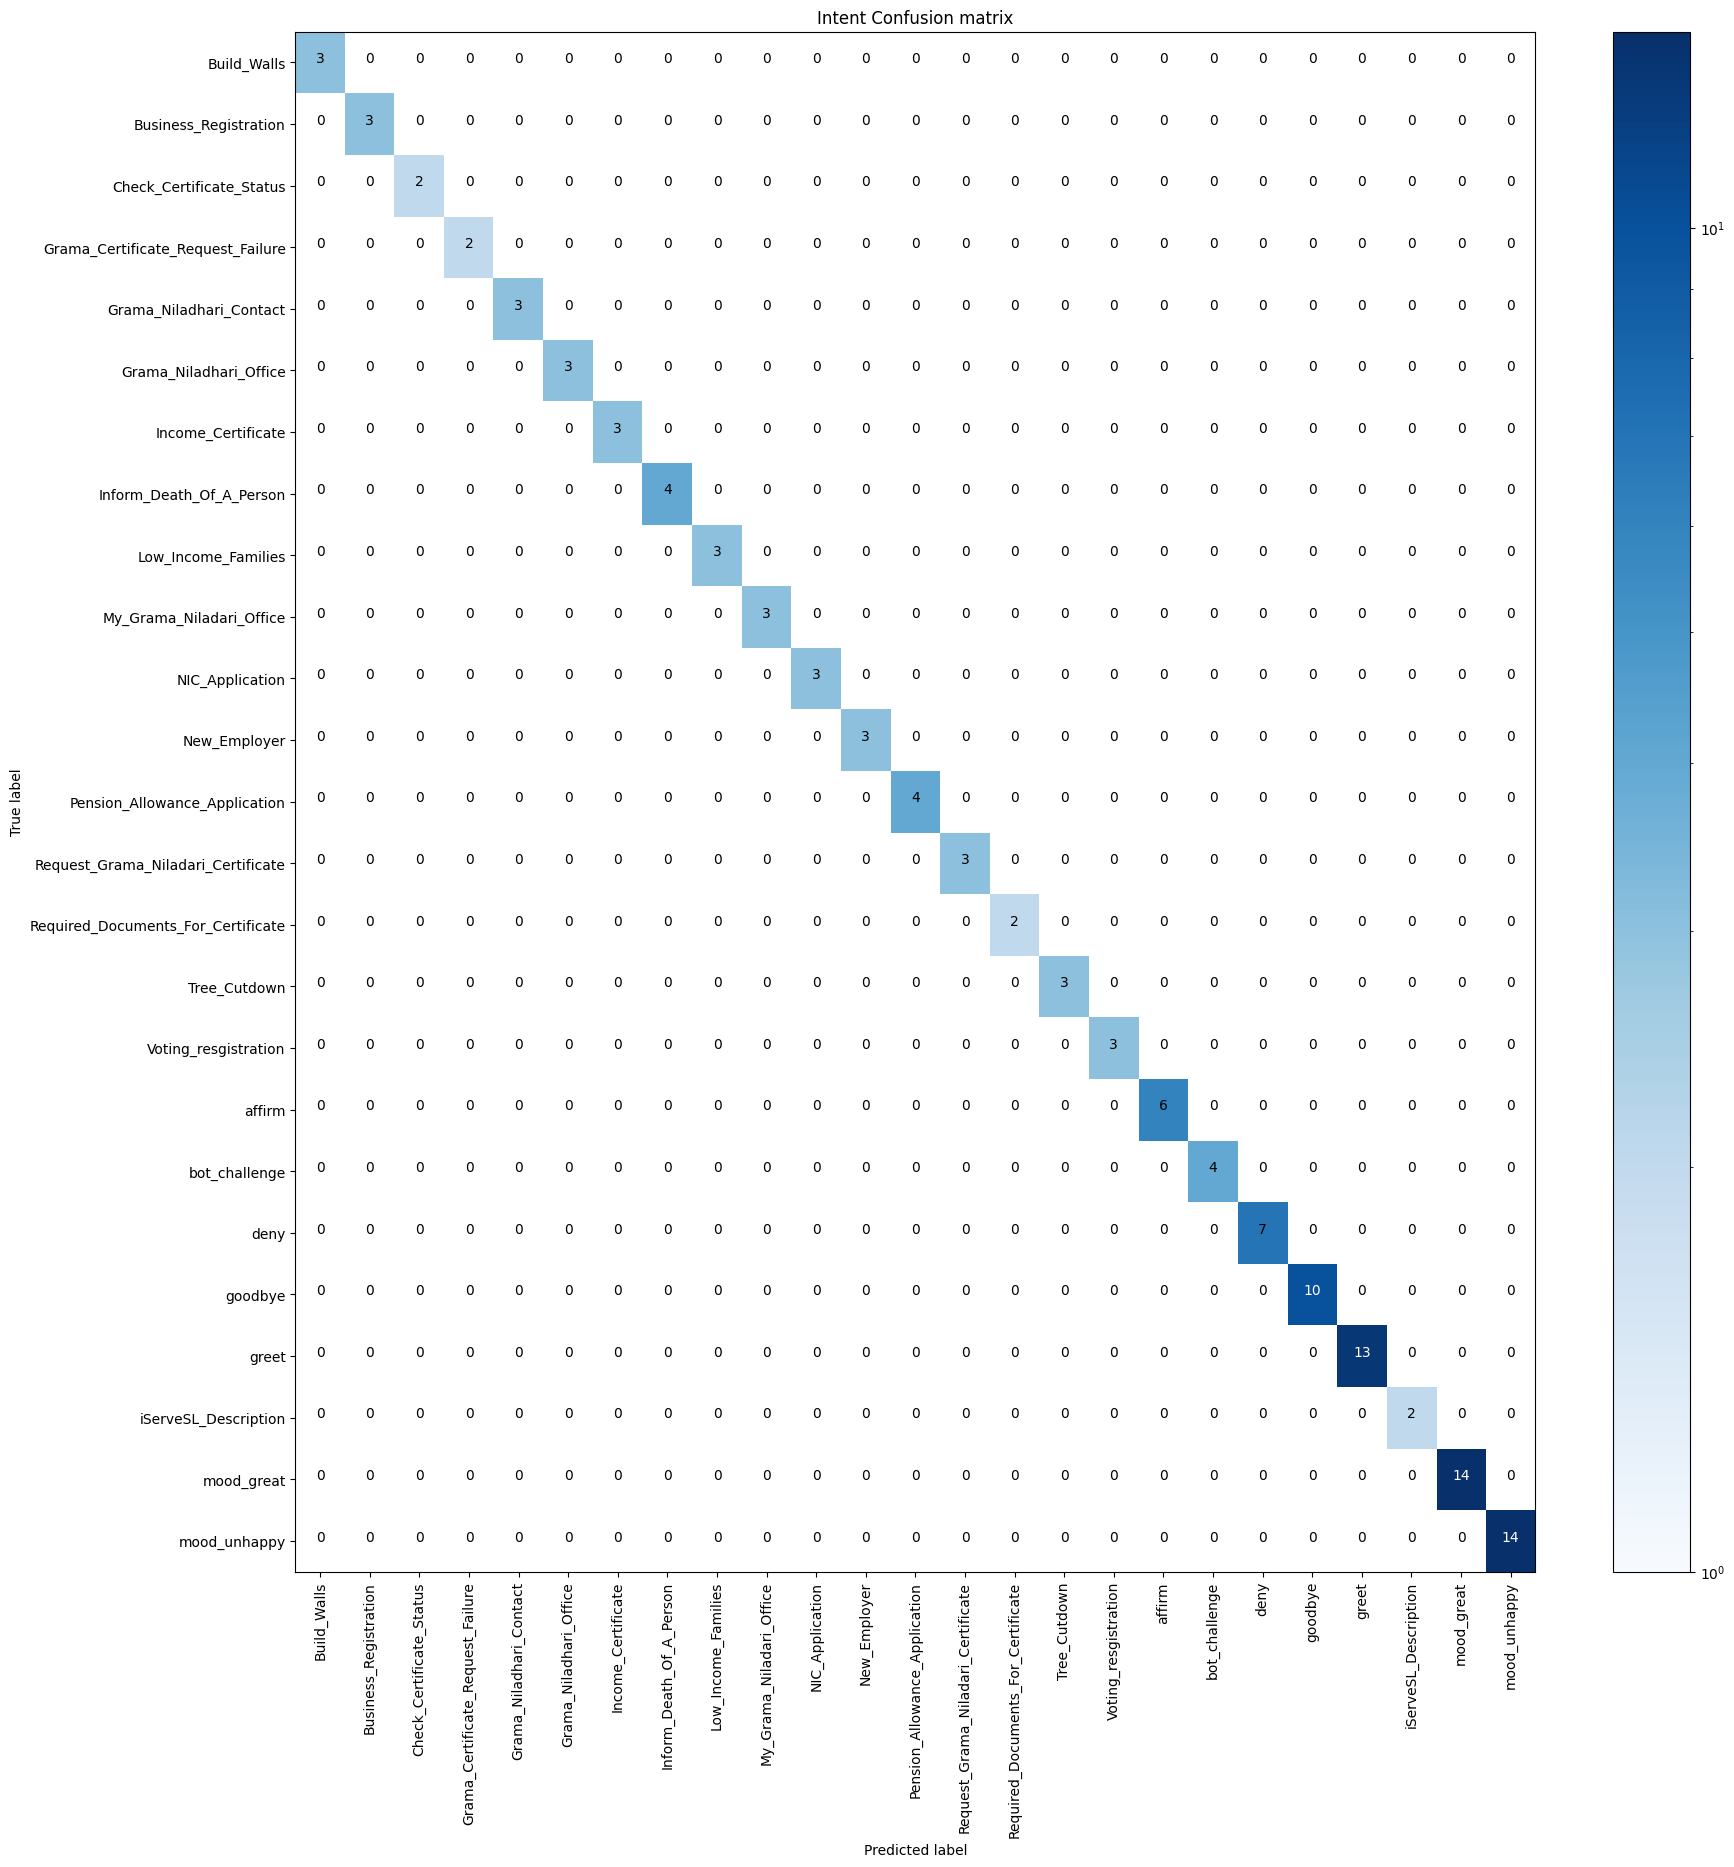 Intent Confusion matrix
Build_Walls 3 0 0 0 0 0 0 0 0 0 0 0 0 0 0 0 0 0 0 0 0 0 0 0 0
Business_Registration 0 3 0 0 0 0 0 0 0 0 0 0 0 0 0 0 0 0 0 0 0 0 0 0 0
Check_Certificate_Status 0 0 2 0 0 0 0 0 0 0 0 0 0 0 0 0 0 0 0 0 0 0 0 0 0
Grama_Certificate_Request_Failure 0 0 0 2 0 0 0 0 0 0 0 0 0 0 0 0 0 0 0 0 0 0 0 0 0
Grama_Niladhari_Contact 0 0 0 0 3 0 0 0 0 0 0 0 0 0 0 0 0 0 0 0 0 0 0 0 0
Grama_Niladhari_Office 0 0 0 0 0 3 0 0 0 0 0 0 0 0 0 0 0 0 0 0 0 0 0 0 0
Income_Certificate 0 0 0 0 0 0 3 0 0 0 0 0 0 0 0 0 0 0 0 0 0 0 0 0 0
Inform_Death_Of_A_Person 0 0 0 0 0 0 0 4 0 0 0 0 0 0 0 0 0 0 0 0 0 0 0 0 0
Low_Income_Families 0 0 0 0 0 0 0 0 3 0 0 0 0 0 0 0 0 0 0 0 0 0 0 0 0
My_Grama_Niladari_Office 0 0 0 0 0 0 0 0 0 3 0 0 0 0 0 0 0 0 0 0 0 0 0 0 0
NIC_Application 0 0 0 0 0 0 0 0 0 0 3 0 0 0 0 0 0 0 0 0 0 0 0 0 0
New_Employer 0 0 0 0 0 0 0 0 0 0 0 3 0 0 0 0 0 0 0 0 0 0 0 0 0
Pension_Allowance_Application 0 0 0 0 0 0 0 0 0 0 0 0 4 0 0 0 0 0 0 0 0 0 0 0 0
Request_Grama_Niladari_Certificate 0 0 0 0 0 0 0 0 0 0 0 0 0 3 0 0 0 0 0 0 0 0 0 0 0
Required_Documents_For_Certificate 0 0 0 0 0 0 0 0 0 0 0 0 0 0 2 0 0 0 0 0 0 0 0 0 0
Tree_Cutdown 0 0 0 0 0 0 0 0 0 0 0 0 0 0 0 3 0 0 0 0 0 0 0 0 0
Voting_resgistration 0 0 0 0 0 0 0 0 0 0 0 0 0 0 0 0 3 0 0 0 0 0 0 0 0
affirm 0 0 0 0 0 0 0 0 0 0 0 0 0 0 0 0 0 6 0 0 0 0 0 0 0
bot_challenge 0 0 0 0 0 0 0 0 0 0 0 0 0 0 0 0 0 0 4 0 0 0 0 0 0
deny 0 0 0 0 0 0 0 0 0 0 0 0 0 0 0 0 0 0 0 7 0 0 0 0 0
goodbye 0 0 0 0 0 0 0 0 0 0 0 0 0 0 0 0 0 0 0 0 10 0 0 0 0
greet 0 0 0 0 0 0 0 0 0 0 0 0 0 0 0 0 0 0 0 0 0 13 0 0 0
iServeSL_Description 0 0 0 0 0 0 0 0 0 0 0 0 0 0 0 0 0 0 0 0 0 0 2 0 0
mood_great 0 0 0 0 0 0 0 0 0 0 0 0 0 0 0 0 0 0 0 0 0 0 0 14 0
mood_unhappy 0 0 0 0 0 0 0 0 0 0 0 0 0 0 0 0 0 0 0 0 0 0 0 0 14
True label
Build_Walls
Business_Registration
Check_Certificate_Status
Grama_Certificate_Request_Failure
Grama_Niladhari_Contact
Grama_Niladhari_Office
Income_Certificate
Inform_Death_Of_A_Person
Low_Income_Families
My_Grama_Niladari_Office
NIC_Application
New_Employer
Pension_Allowance_Application
Request_Grama_Niladari_Certificate
Required_Documents_For_Certificate
Tree_Cutdown
Voting_resgistration
affirm
bot_challenge
deny
goodbye
greet
iServeSL_Description
mood_great
mood_unhappy
Predicted label
10¹
10⁰